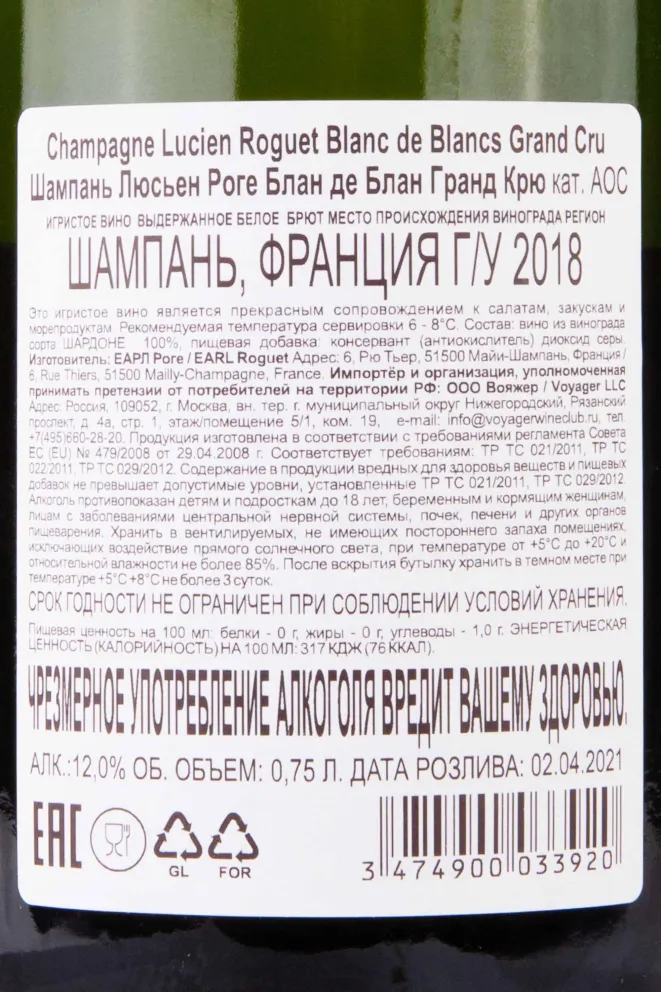 Champagne Lucien Roguet Blanc de Blancs Grand Cru
Шампань Люсьен Роге Блан де Блан Гранд Крю кат. АОС
ИГРИСТОЕ ВИНО ВЫДЕРЖАННОЕ БЕЛОЕ БРЮТ МЕСТО ПРОИСХОЖДЕНИЯ ВИНОГРАДА РЕГИОН
ШАМПАНЬ, ФРАНЦИЯ Г/У 2018
Это игристое вино является прекрасным сопровождением к салатам, закускам и
морепродуктам. Рекомендуемая температура сервировки 6 - 8°С. Состав: вино из винограда
сорта ШАРДОНЕ 100%, пищевая добавка: консервант (антиокислитель) диоксид серы.
Изготовитель: ЕАРЛ Роге / EARL Roguet Адрес: 6, Рю Тьер, 51500 Майи-Шампань, Франция /
6, Rue Thiers, 51500 Mailly-Champagne, France. Импортёр и организация, уполномоченная
принимать претензии от потребителей на территории РФ: ООО Вояжер / Voyager LLC
Адрес: Россия, 109052, г. Москва, вн. тер. г. муниципальный округ Нижегородский, Рязанский
проспект, д. 4а, стр. 1, этаж/помещение 5/1, ком. 19, e-mail: info@voyagerwineclub.ru, тел.
+7(495)660-28-20. Продукция изготовлена в соответствии с требованиями регламента Совета
ЕС (EU) № 479/2008 от 29.04.2008 г. Соответствует требованиям: ТР ТС 021/2011, ТР ТС
022/2011, ТР ТС 029/2012. Содержание в продукции вредных для здоровья веществ и пищевых
добавок не превышает допустимые уровни, установленные ТР ТС 021/2011, ТР ТС 029/2012.
Алкоголь противопоказан детям и подросткам до 18 лет, беременным и кормящим женщинам,
лицам с заболеваниями центральной нервной системы, почек, печени и других органов
пищеварения. Хранить в вентилируемых, не имеющих постороннего запаха помещениях,
исключающих воздействие прямого солнечного света, при температуре от +5°С до +20°С и
относительной влажности не более 85%. После вскрытия бутылку хранить в темном месте при
температуре +5°С +8°С не более 3 суток.
СРОК ГОДНОСТИ НЕ ОГРАНИЧЕН ПРИ СОБЛЮДЕНИИ УСЛОВИЙ ХРАНЕНИЯ.
Пищевая ценность на 100 мл: белки - 0 г, жиры - 0 г, углеводы - 1,0 г. ЭНЕРГЕТИЧЕСКАЯ
ЦЕННОСТЬ (КАЛОРИЙНОСТЬ) НА 100 МЛ: 317 КДЖ (76 ККАЛ).
ЧРЕЗМЕРНОЕ УПОТРЕБЛЕНИЕ АЛКОГОЛЯ ВРЕДИТ ВАШЕМУ ЗДОРОВЬЮ.
АЛК.:12,0% ОБ. ОБЪЕМ: 0,75 Л. ДАТА РОЗЛИВА: 02.04.2021
EAC
GL FOR
3 474900 033920